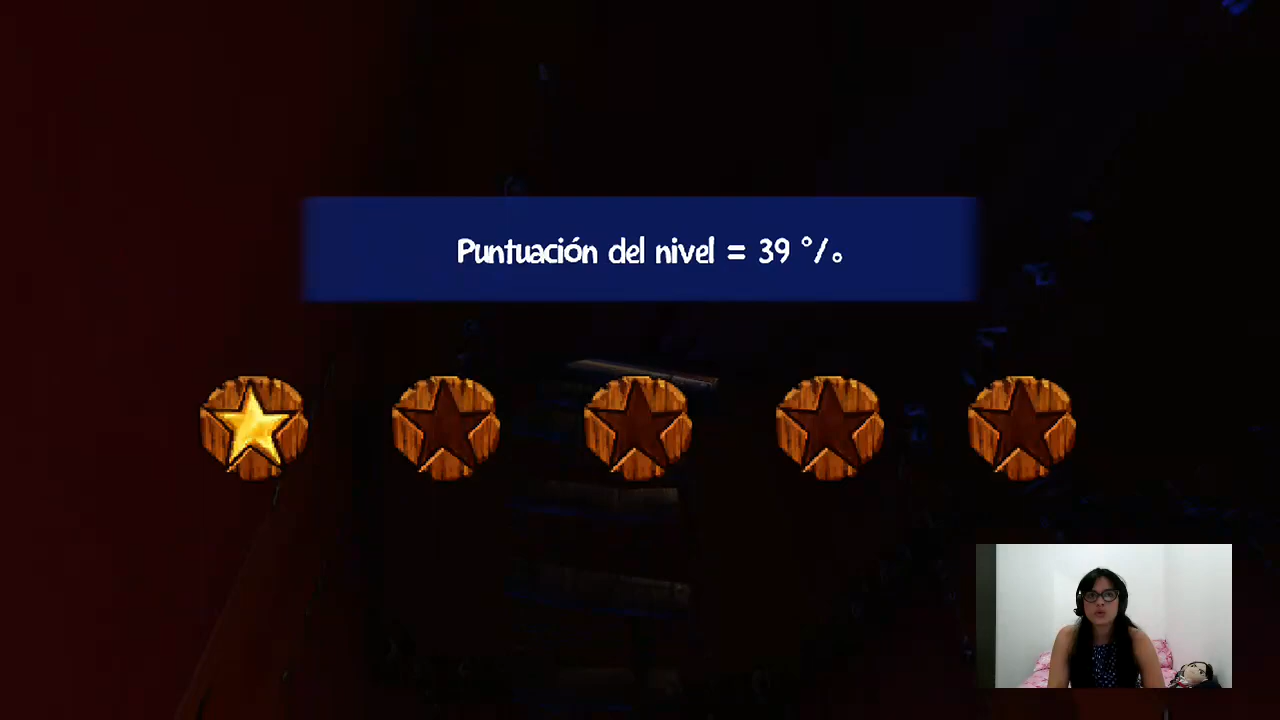 Puntuación del nivel = 39 %